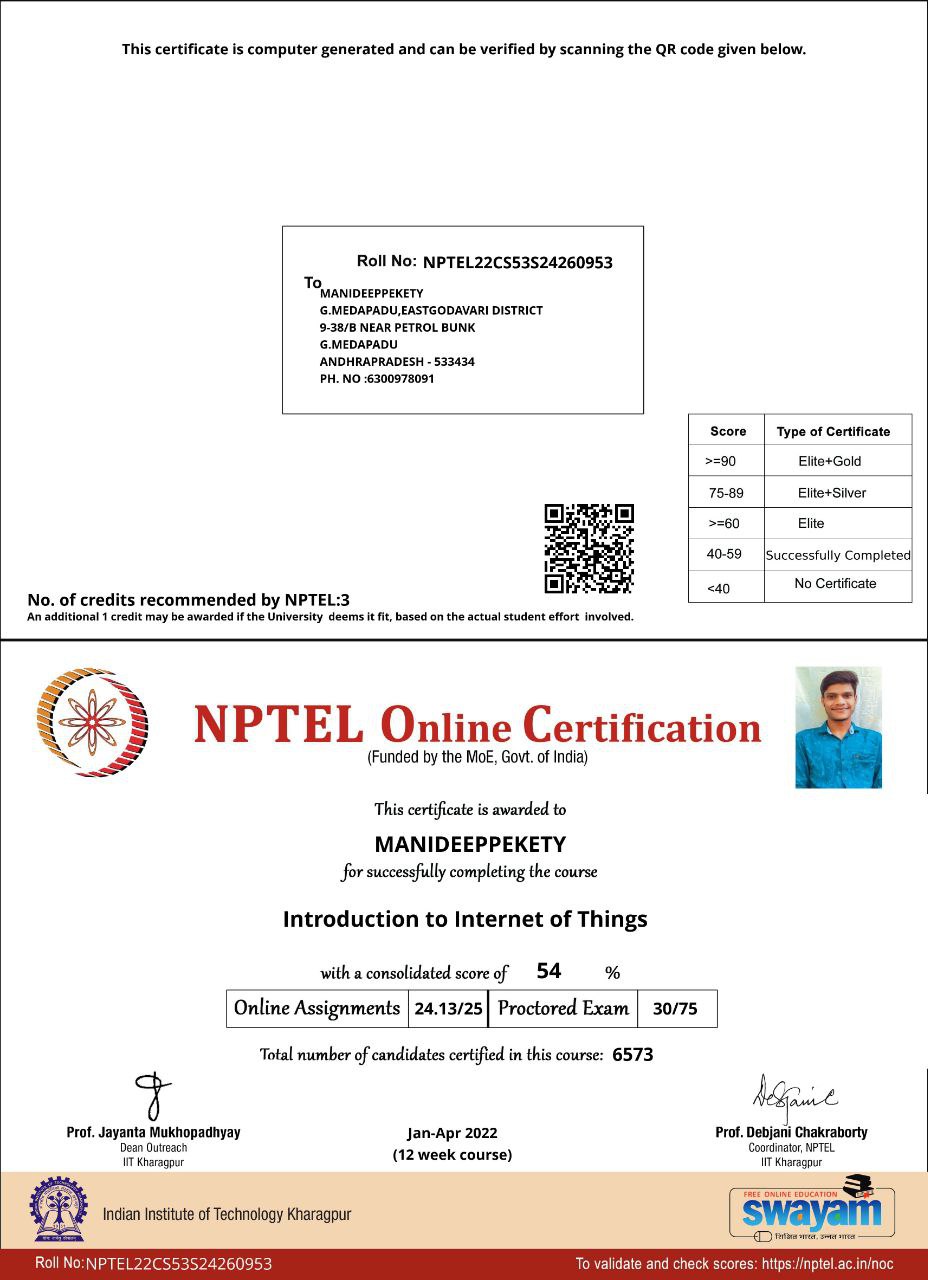 This certificate is computer generated and can be verified by scanning the QR code given below.
Roll No: NPTEL22CS53S24260953
To
MANIDEEPPEKETY
G.MEDAPADU,EASTGODAVARI DISTRICT
9-38/B NEAR PETROL BUNK
G.MEDAPADU
ANDHRAPRADESH - 533434
PH. NO :6300978091
Score Type of Certificate
>=90 Elite+Gold
75-89 Elite+Silver
>=60 Elite
40-59 Successfully Completed
<40 No Certificate
No. of credits recommended by NPTEL:3
An additional 1 credit may be awarded if the University deems it fit, based on the actual student effort involved.
NPTEL Online Certification
(Funded by the MoE, Govt. of India)
This certificate is awarded to
MANIDEEPPEKETY
for successfully completing the course
Introduction to Internet of Things
with a consolidated score of 54 %
Online Assignments 24.13/25 Proctored Exam 30/75
Total number of candidates certified in this course: 6573
Prof. Jayanta Mukhopadhyay
Dean Outreach
IIT Kharagpur
Jan-Apr 2022
(12 week course)
Prof. Debjani Chakraborty
Coordinator, NPTEL
IIT Kharagpur
Indian Institute of Technology Kharagpur
FREE ONLINE EDUCATION
swayam
शिक्षित भारत, उन्नत भारत
Roll No:NPTEL22CS53S24260953
To validate and check scores: https://nptel.ac.in/noc